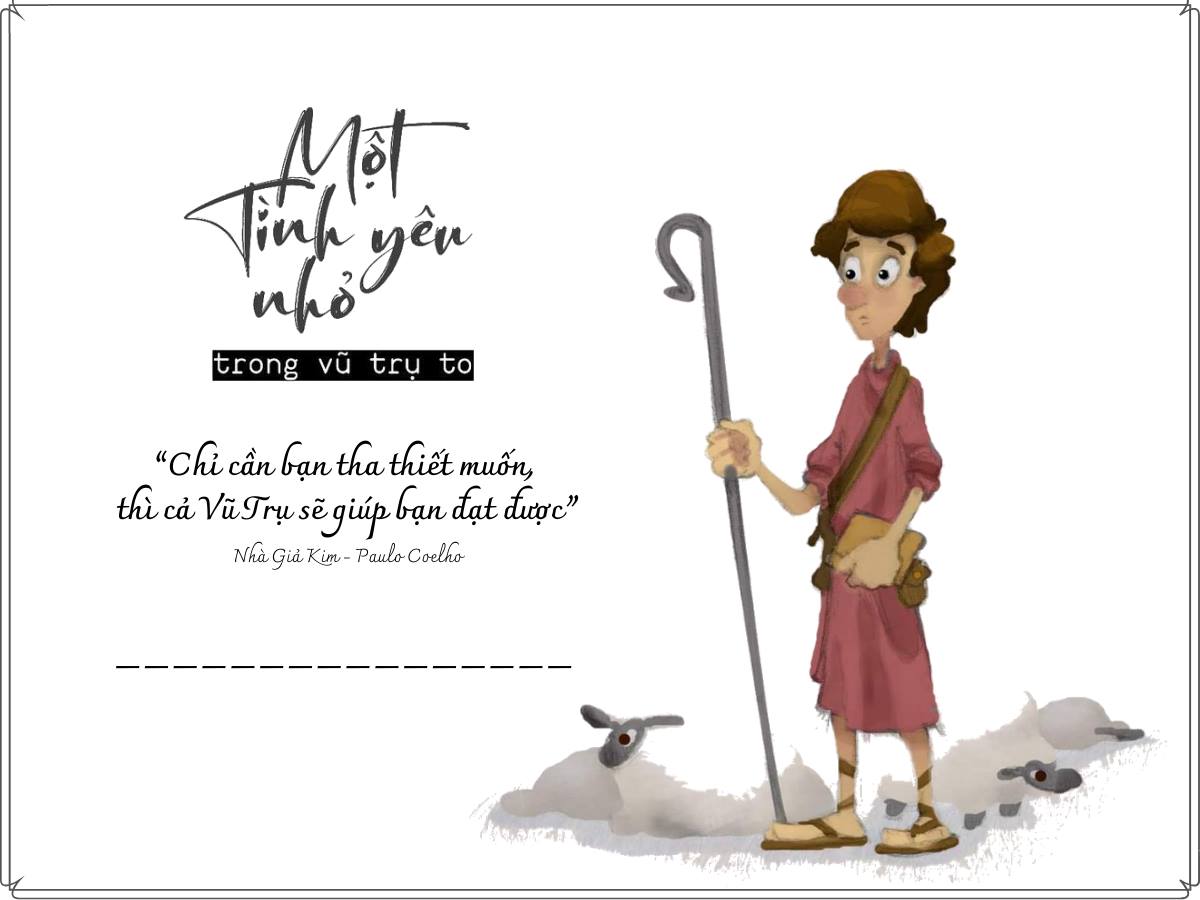 Một
Tình yêu
nhỏ
trong vũ trụ to
“Chỉ cần bạn tha thiết muốn,
thì cả Vũ Trụ sẽ giúp bạn đạt được”
Nhà Giả Kim - Paulo Coelho